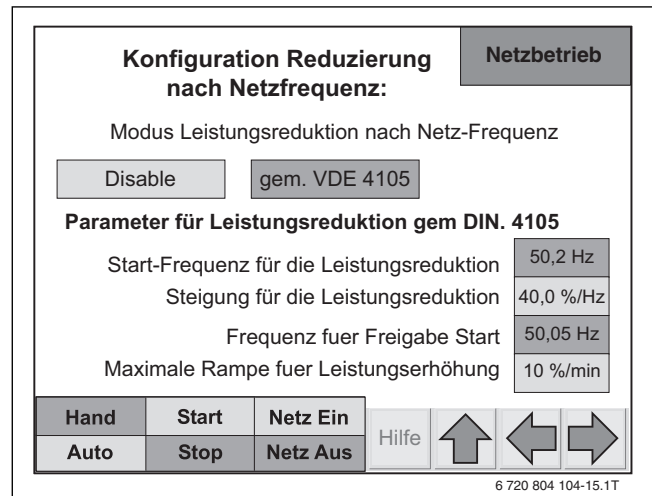 Konfiguration Reduzierung
nach Netzfrequenz:
Netzbetrieb
Modus Leistungsreduktion nach Netz-Frequenz
Disable gem. VDE 4105
Parameter für Leistungsreduktion gem DIN. 4105
Start-Frequenz für die Leistungsreduktion 50,2 Hz
Steigung für die Leistungsreduktion 40,0 %/Hz
Frequenz fuer Freigabe Start 50,05 Hz
Maximale Rampe fuer Leistungserhöhung 10 %/min
Hand Start Netz Ein
Auto Stop Netz Aus
Hilfe
6 720 804 104-15.1T